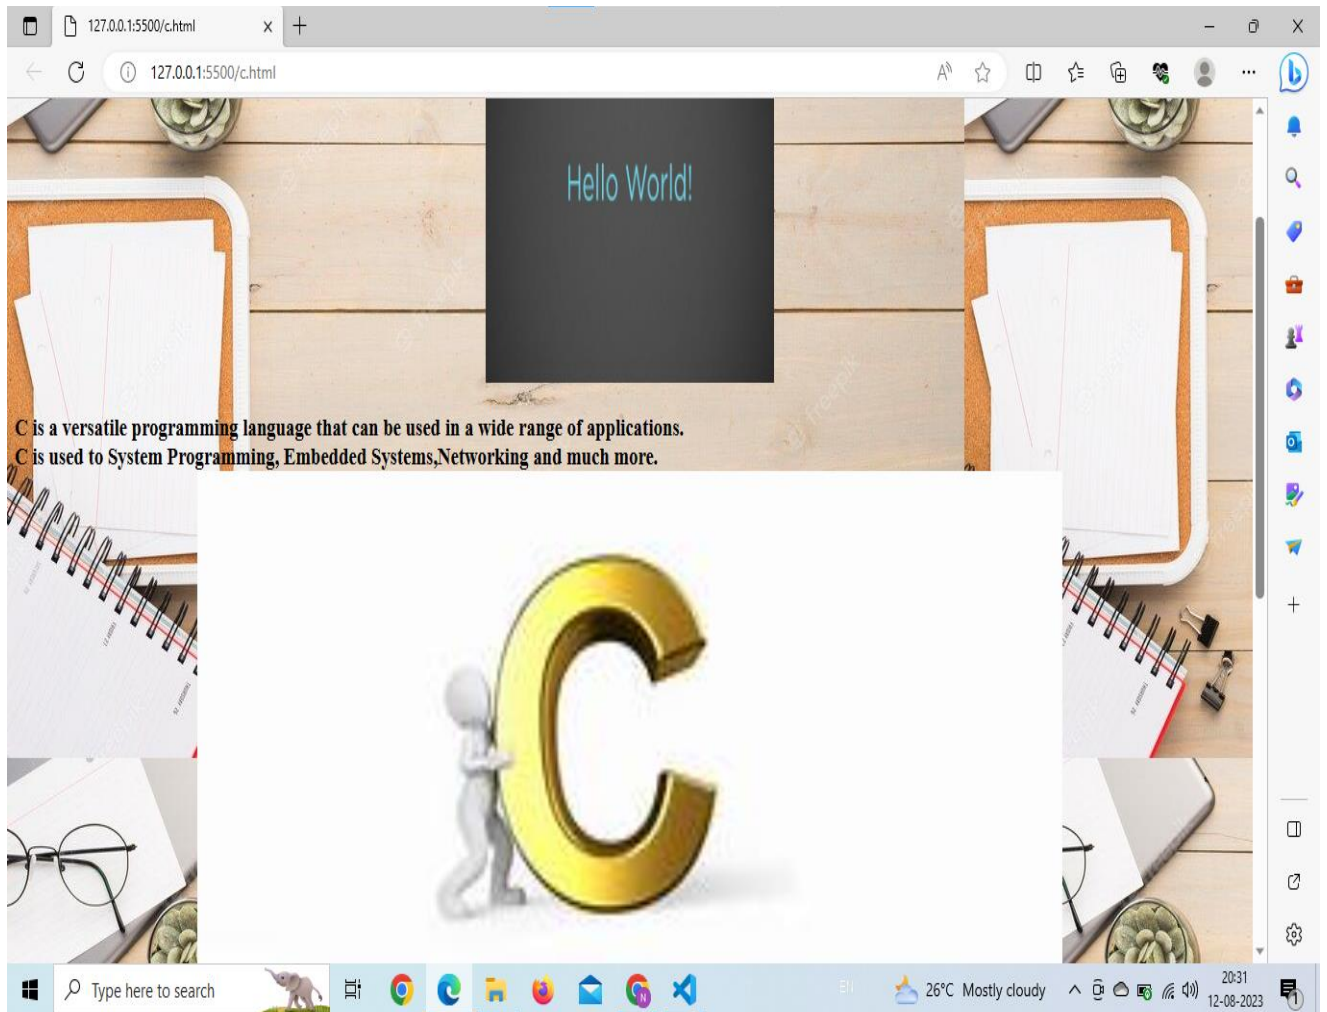 127.0.0.1:5500/c.html
127.0.0.1:5500/c.html
Hello World!
C is a versatile programming language that can be used in a wide range of applications.
C is used to System Programming, Embedded Systems,Networking and much more.
Type here to search
EN
26°C Mostly cloudy
20:31
12-08-2023
1